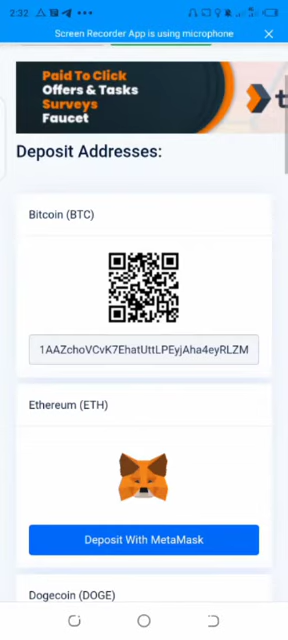 2:32
Screen Recorder App is using microphone
Paid To Click
Offers & Tasks
Surveys
Faucet
Deposit Addresses:
Bitcoin (BTC)
1AAZchoVCvK7EhatUttLPEyjAha4eyRLZM
Ethereum (ETH)
Deposit With MetaMask
Dogecoin (DOGE)